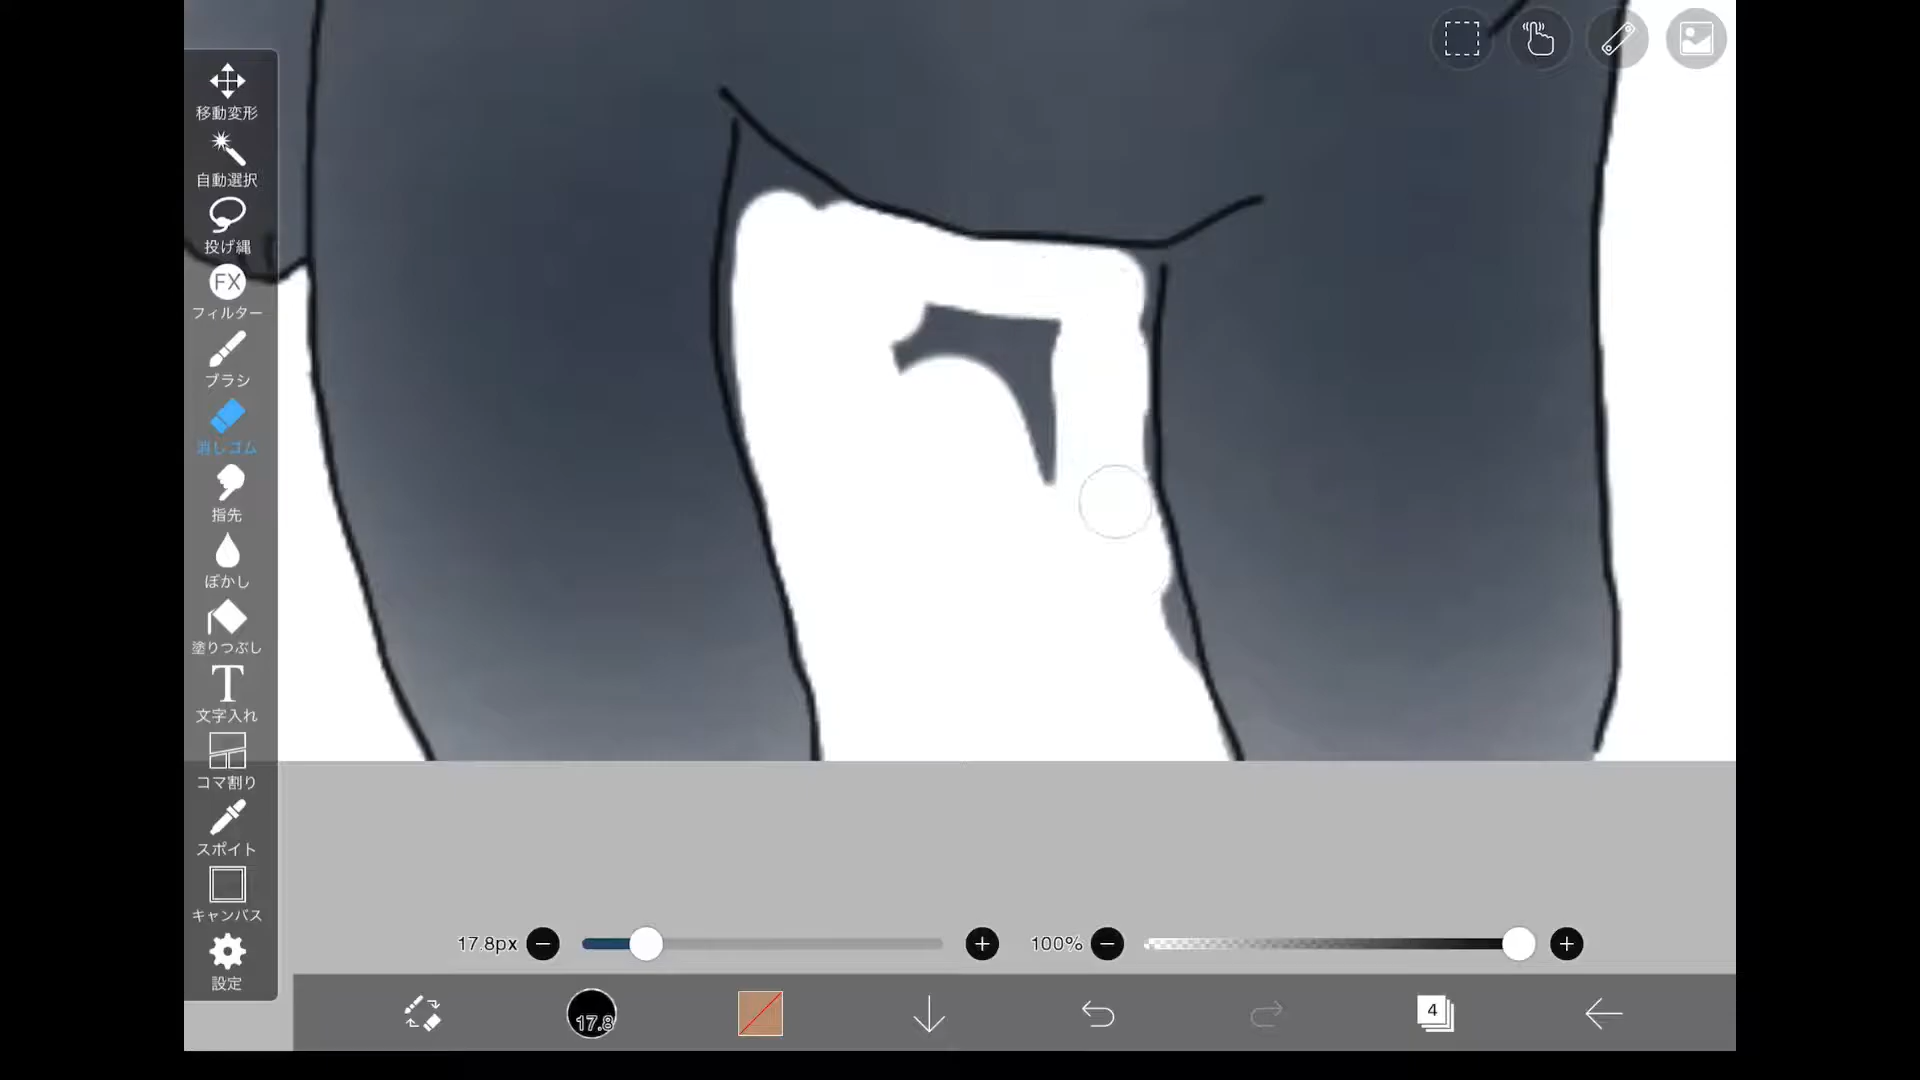 移動変形
自動選択
投げ縄
FX
フィルター
ブラシ
消しゴム
指先
ぼかし
塗りつぶし
T
文字入れ
コマ割り
スポイト
キャンバス
設定
17.8px
100%
17.8
4